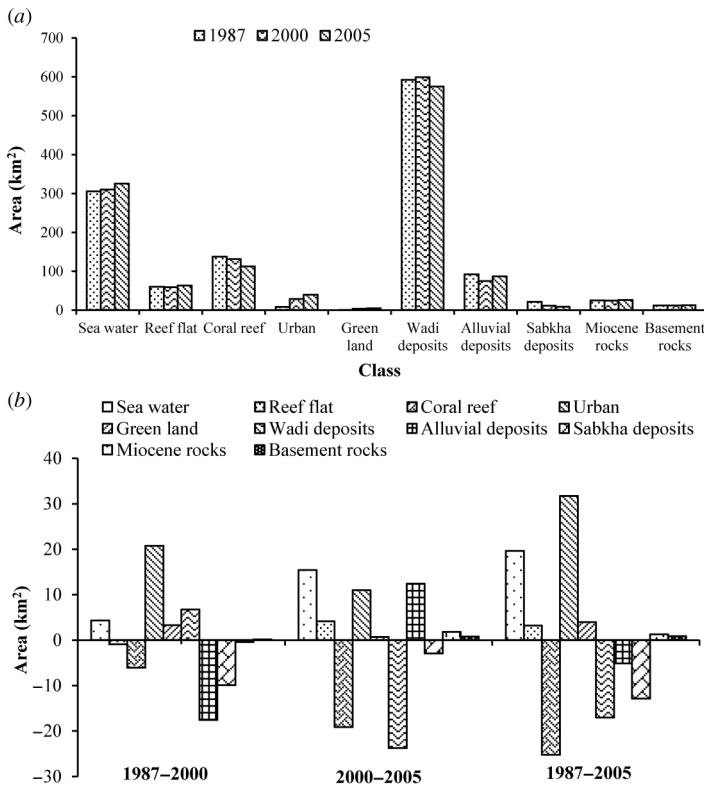 (a)
1987 2000 2005
700
600
500
400
300
200
100
0
Area (km²)
Sea water Reef flat Coral reef Urban Green land Wadi deposits Alluvial deposits Sabkha deposits Miocene rocks Basement rocks
Class
(b)
Sea water Reef flat Coral reef Urban
Green land Wadi deposits Alluvial deposits Sabkha deposits
Miocene rocks Basement rocks
40
30
20
10
0
−10
−20
−30
Area (km²)
1987−2000 2000−2005 1987−2005